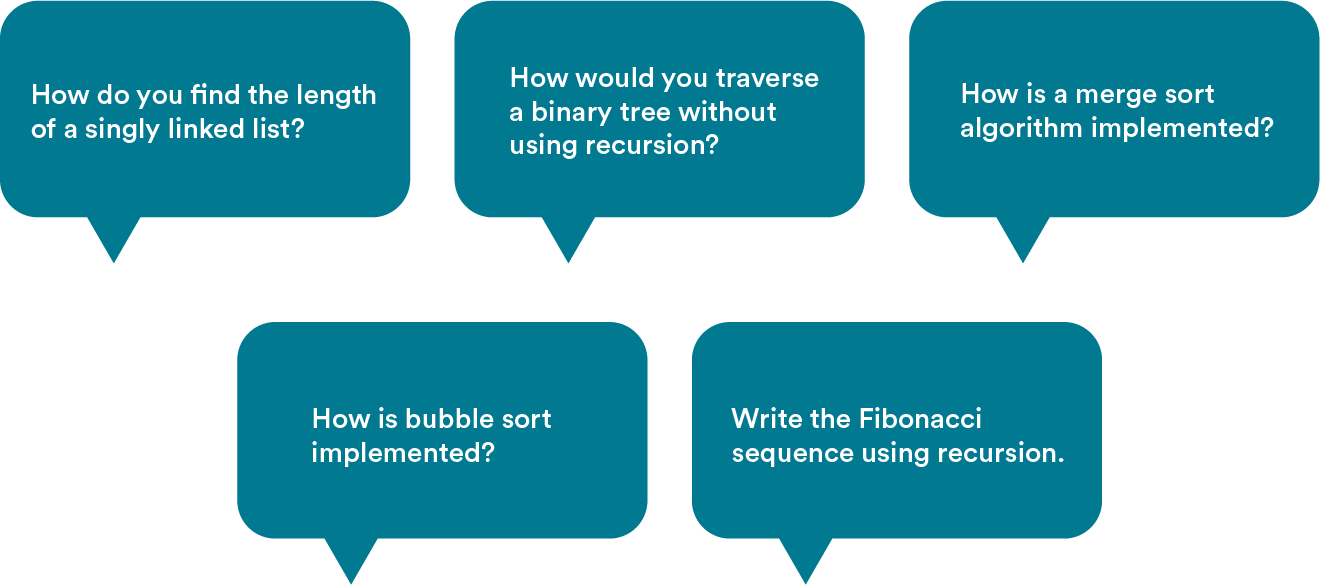 How do you find the length
of a singly linked list?
How would you traverse
a binary tree without
using recursion?
How is a merge sort
algorithm implemented?
How is bubble sort
implemented?
Write the Fibonacci
sequence using recursion.